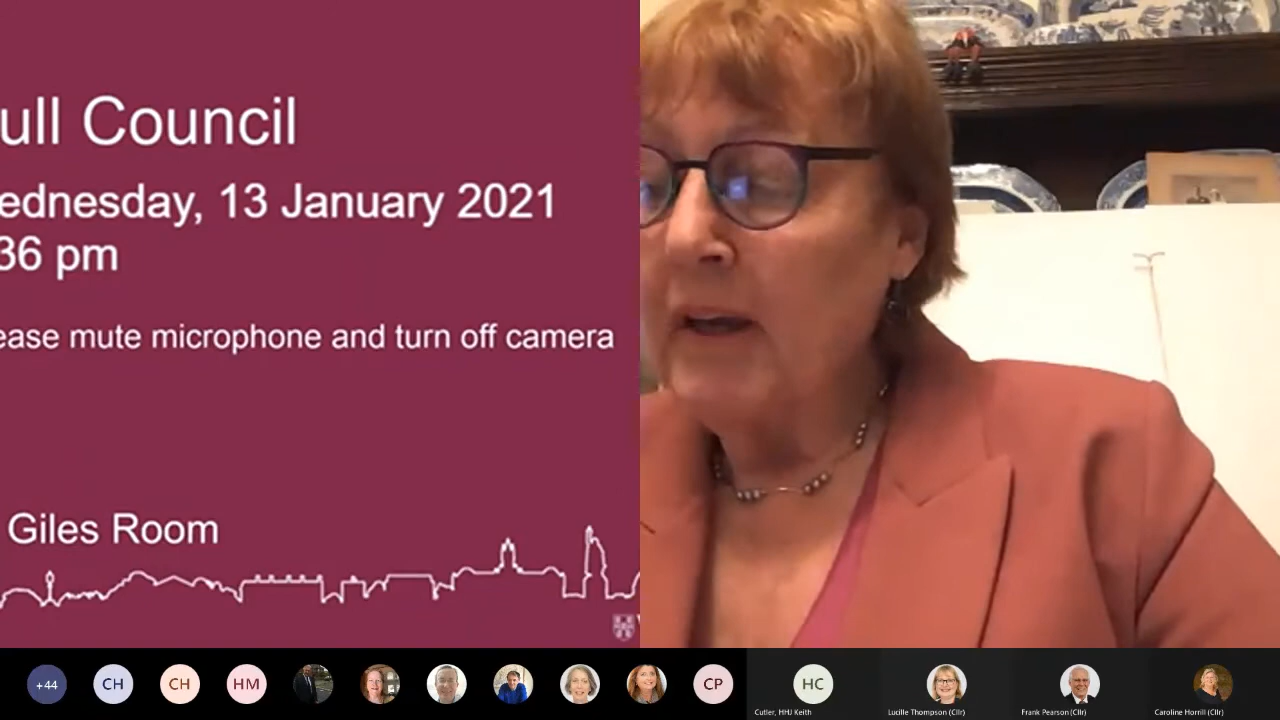 ull Council
ednesday, 13 January 2021
36 pm
ease mute microphone and turn off camera
Giles Room
+44
CH
CH
HM
CP
HC
Cutler, HHJ Keith
Lucille Thompson (Cllr)
Frank Pearson (Cllr)
Caroline Horrill (Cllr)